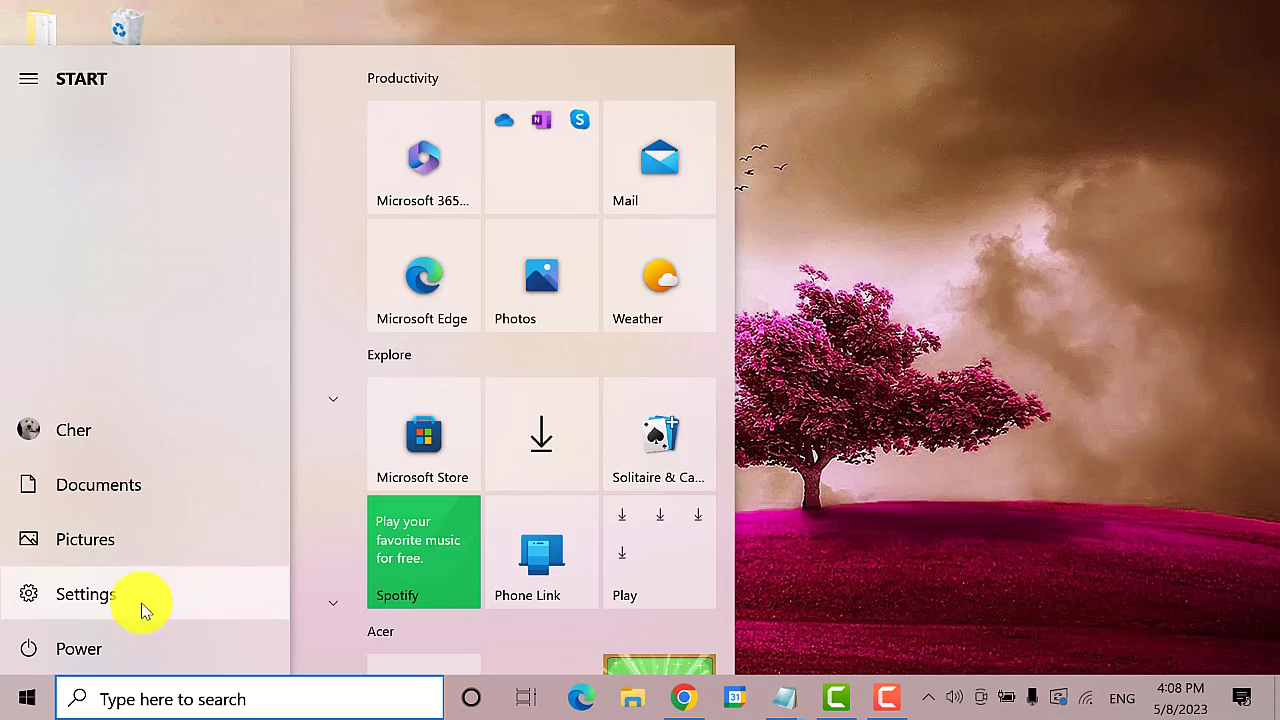 START
Cher
Documents
Pictures
Settings
Power
Productivity
Microsoft 365...
Mail
Microsoft Edge
Photos
Weather
Explore
Microsoft Store
Solitaire & Ca...
Play your
favorite music
for free.
Spotify
Phone Link
Play
Acer
Type here to search
31
ENG
4:08 PM
5/8/2023